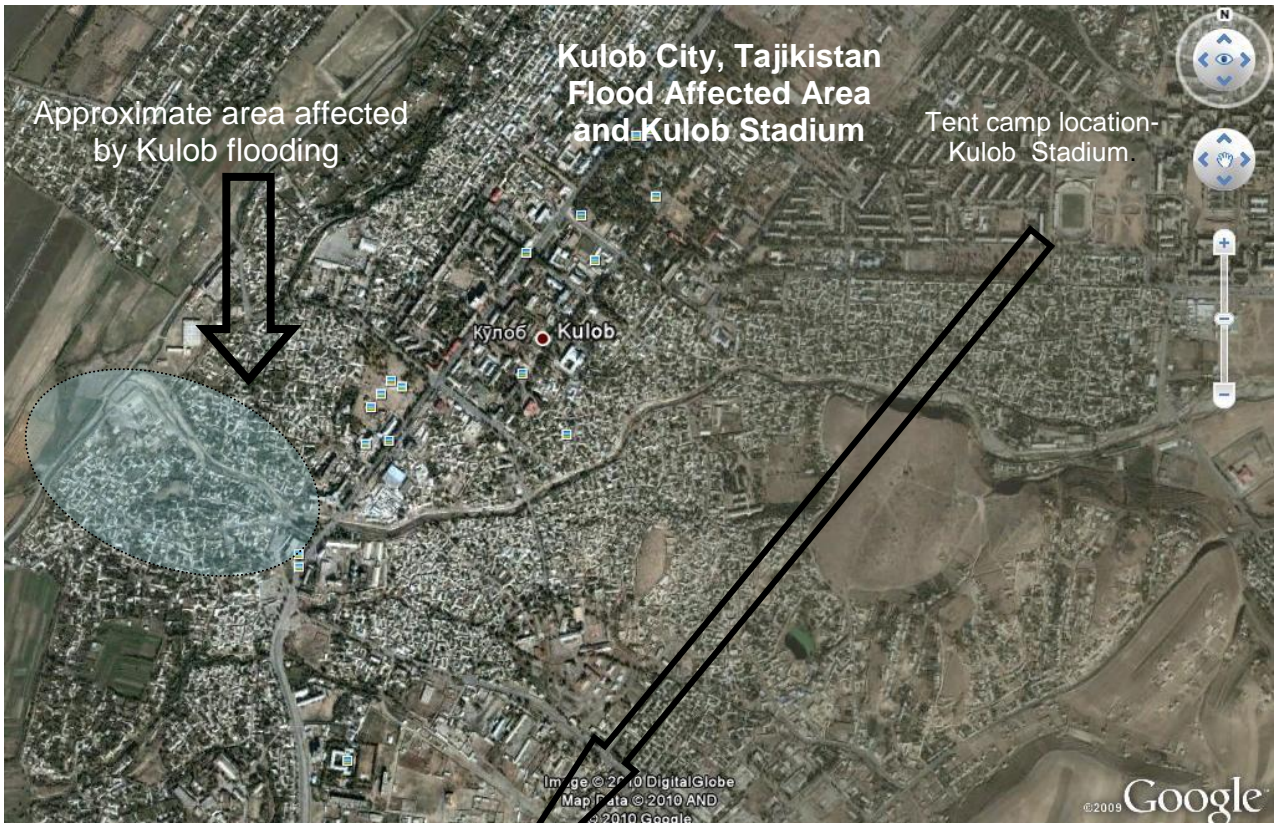 N
Kulob City, Tajikistan
Flood Affected Area
and Kulob Stadium
Approximate area affected
by Kulob flooding
Tent camp location-
Kulob Stadium.
Кӯлоб Kulob
Image © 2010 DigitalGlobe
Map Data © 2010 AND
© 2010 Google
©2009 Google